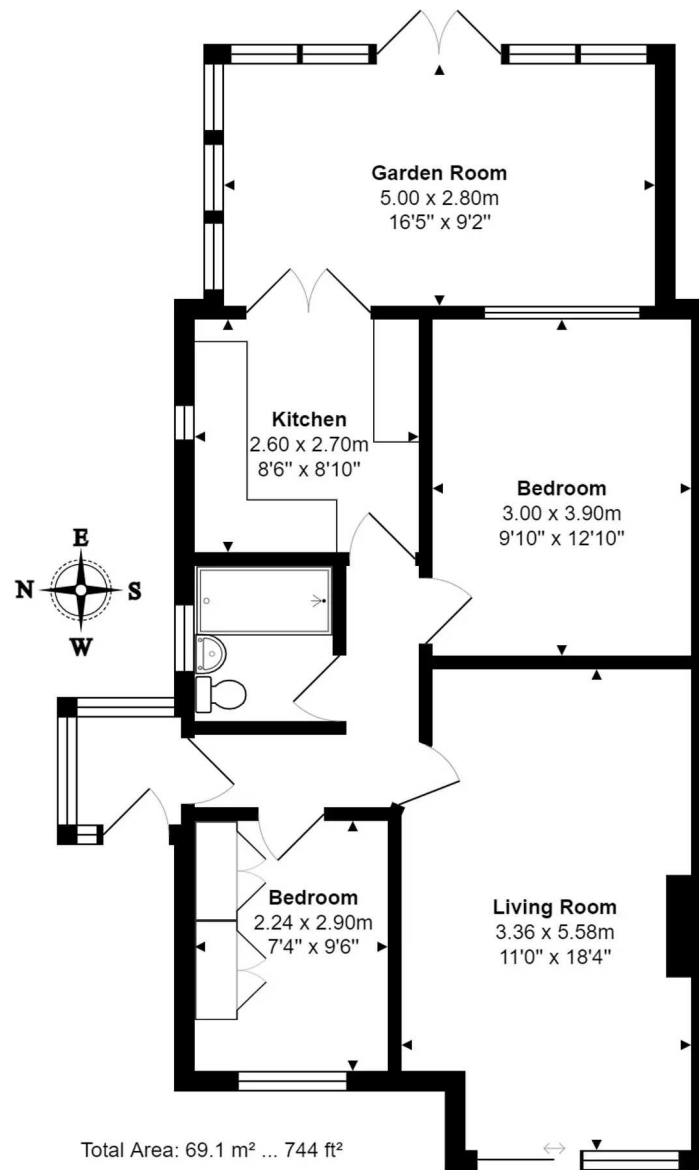 Garden Room
5.00 x 2.80m
16'5" x 9'2"
Kitchen
2.60 x 2.70m
8'6" x 8'10"
Bedroom
3.00 x 3.90m
9'10" x 12'10"
E
N S
W
Bedroom
2.24 x 2.90m
7'4" x 9'6"
Living Room
3.36 x 5.58m
11'0" x 18'4"
Total Area: 69.1 m² ... 744 ft²